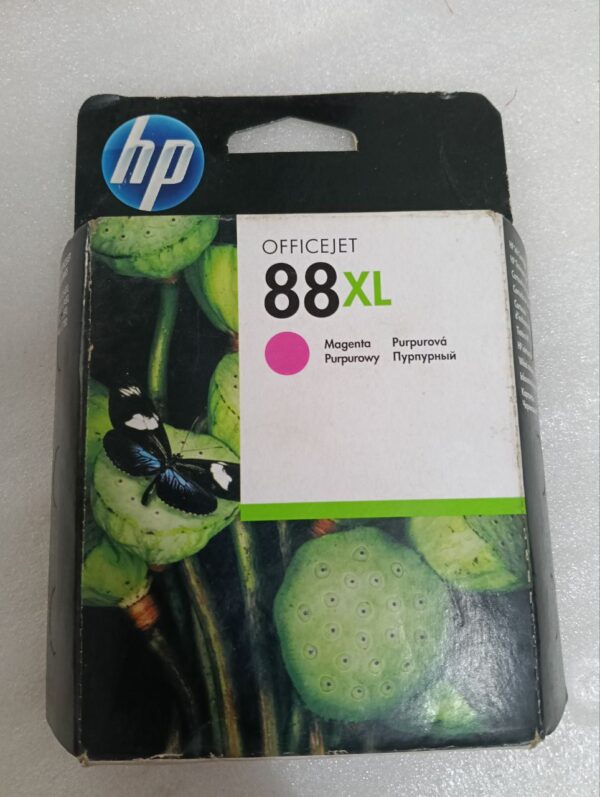 hp
OFFICEJET
88XL
Magenta Purpurová
Purpurowy Пурпурный